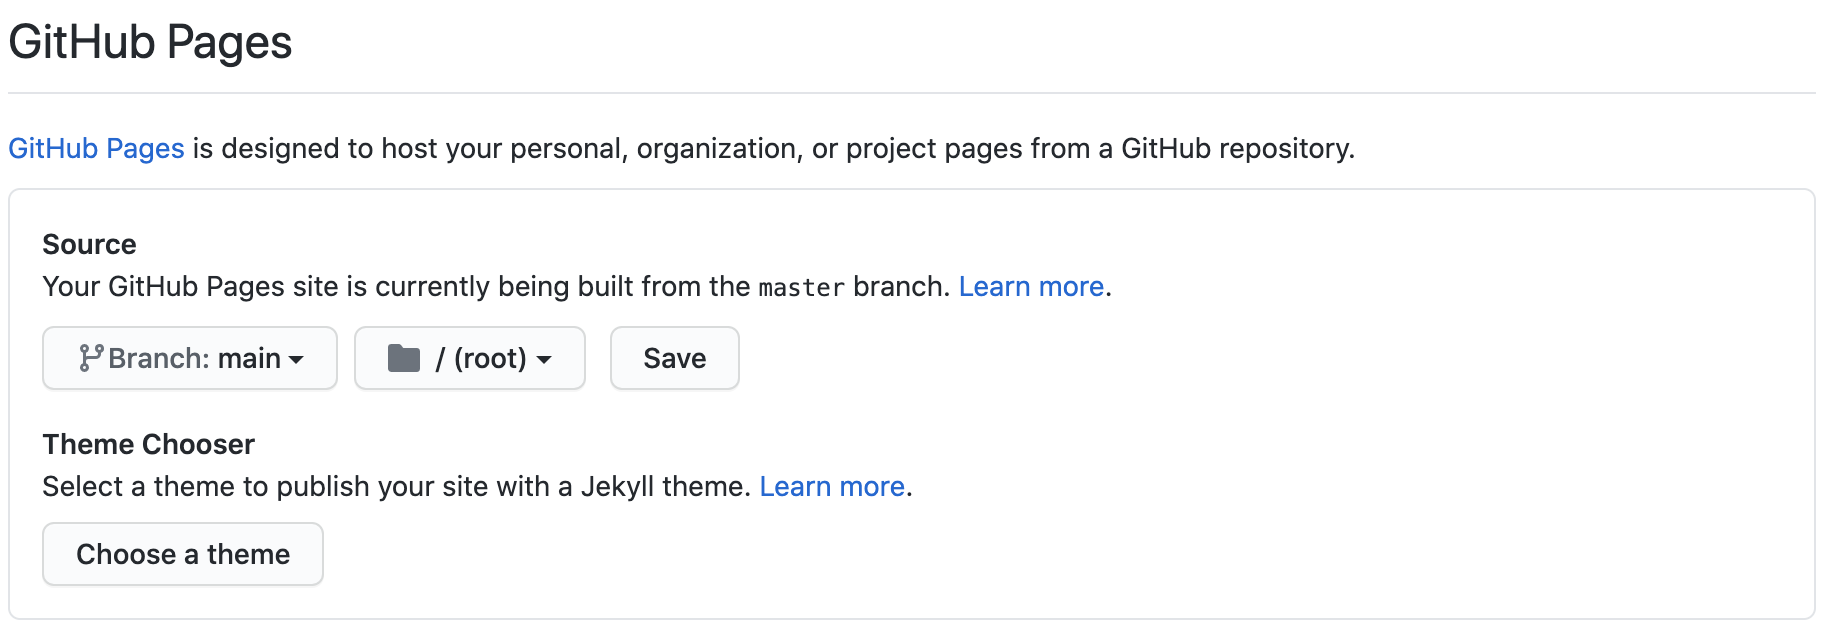 GitHub Pages
GitHub Pages is designed to host your personal, organization, or project pages from a GitHub repository.
Source
Your GitHub Pages site is currently being built from the master branch. Learn more.
Branch: main
/ (root)
Save
Theme Chooser
Select a theme to publish your site with a Jekyll theme. Learn more.
Choose a theme